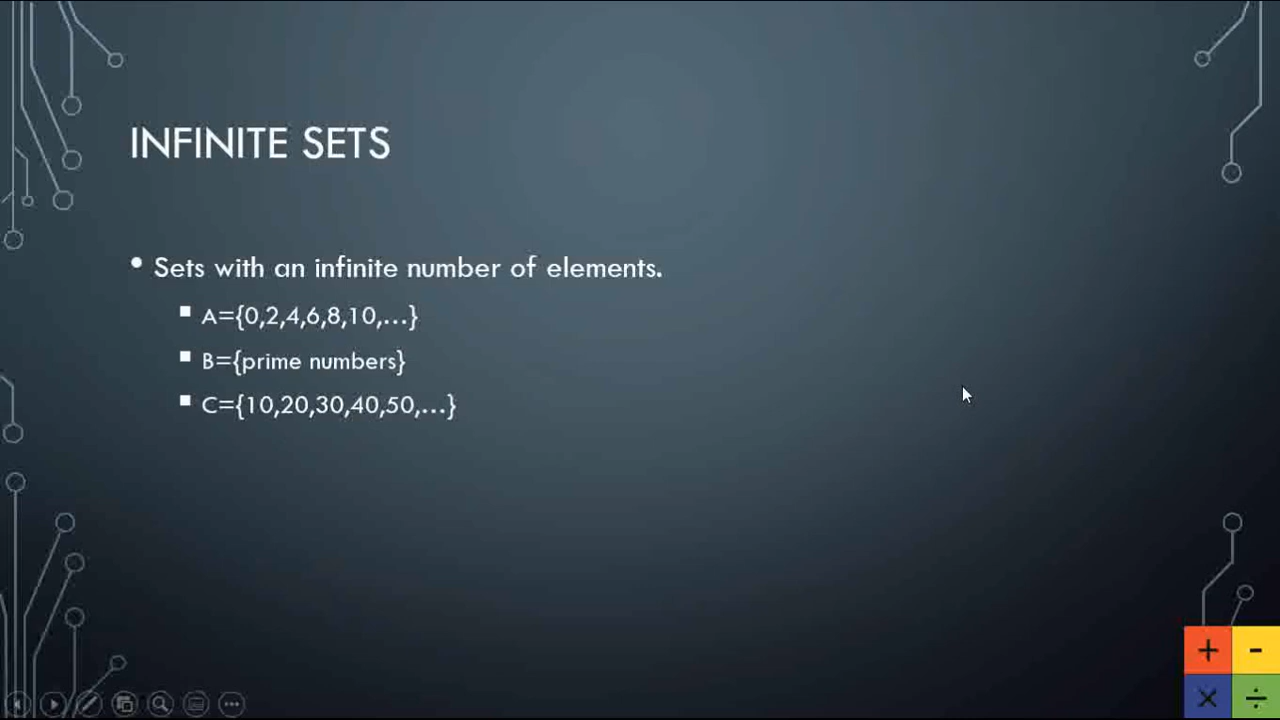 INFINITE SETS
• Sets with an infinite number of elements.
▪ A={0,2,4,6,8,10,...}
▪ B={prime numbers}
▪ C={10,20,30,40,50,...}
+ -
× ÷